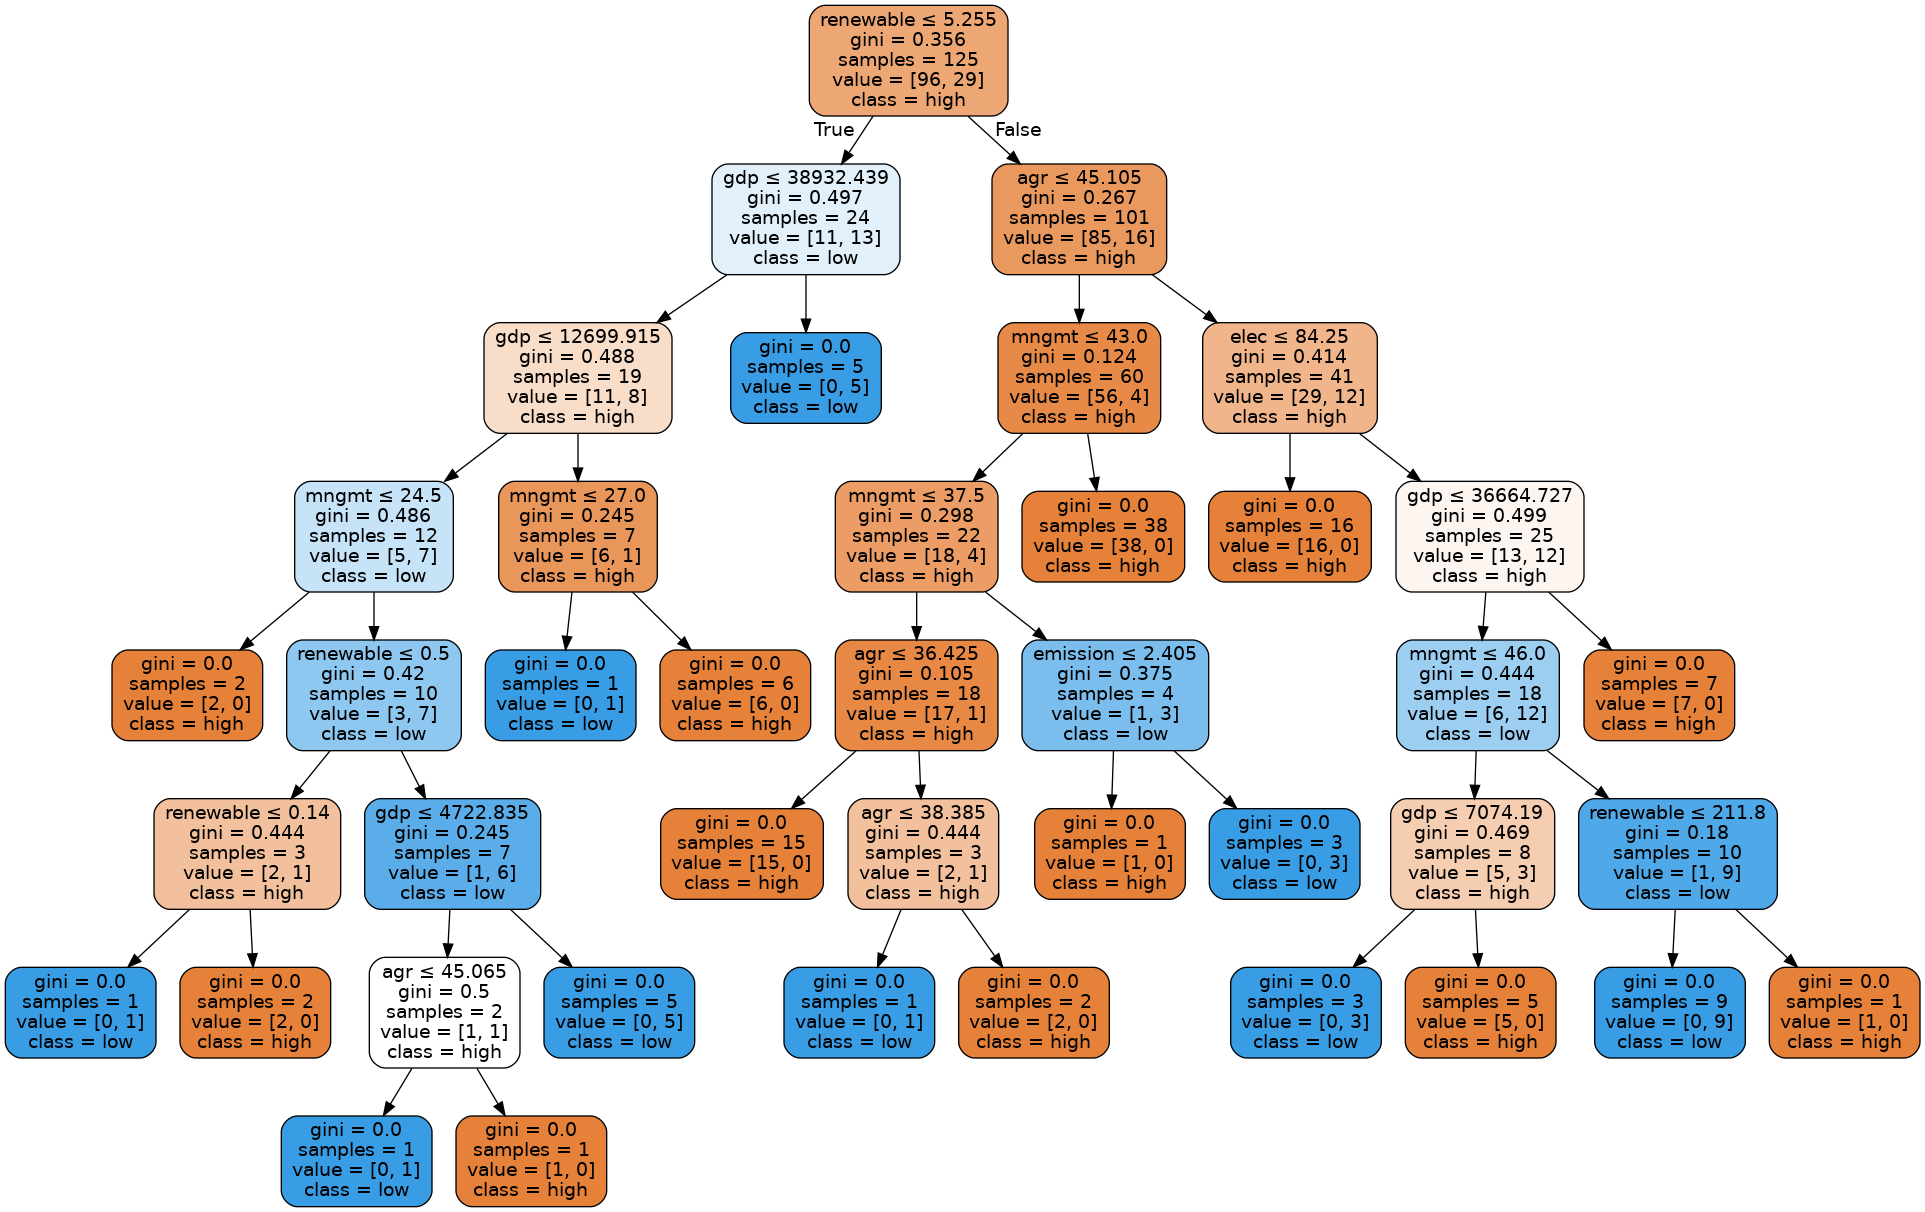 renewable ≤ 5.255
gini = 0.356
samples = 125
value = [96, 29]
class = high
True
False
gdp ≤ 38932.439
gini = 0.497
samples = 24
value = [11, 13]
class = low
agr ≤ 45.105
gini = 0.267
samples = 101
value = [85, 16]
class = high
gdp ≤ 12699.915
gini = 0.488
samples = 19
value = [11, 8]
class = high
gini = 0.0
samples = 5
value = [0, 5]
class = low
mngmt ≤ 43.0
gini = 0.124
samples = 60
value = [56, 4]
class = high
elec ≤ 84.25
gini = 0.414
samples = 41
value = [29, 12]
class = high
mngmt ≤ 24.5
gini = 0.486
samples = 12
value = [5, 7]
class = low
mngmt ≤ 27.0
gini = 0.245
samples = 7
value = [6, 1]
class = high
mngmt ≤ 37.5
gini = 0.298
samples = 22
value = [18, 4]
class = high
gini = 0.0
samples = 38
value = [38, 0]
class = high
gini = 0.0
samples = 16
value = [16, 0]
class = high
gdp ≤ 36664.727
gini = 0.499
samples = 25
value = [13, 12]
class = high
gini = 0.0
samples = 2
value = [2, 0]
class = high
renewable ≤ 0.5
gini = 0.42
samples = 10
value = [3, 7]
class = low
gini = 0.0
samples = 1
value = [0, 1]
class = low
gini = 0.0
samples = 6
value = [6, 0]
class = high
agr ≤ 36.425
gini = 0.105
samples = 18
value = [17, 1]
class = high
emission ≤ 2.405
gini = 0.375
samples = 4
value = [1, 3]
class = low
mngmt ≤ 46.0
gini = 0.444
samples = 18
value = [6, 12]
class = low
gini = 0.0
samples = 7
value = [7, 0]
class = high
renewable ≤ 0.14
gini = 0.444
samples = 3
value = [2, 1]
class = high
gdp ≤ 4722.835
gini = 0.245
samples = 7
value = [1, 6]
class = low
gini = 0.0
samples = 15
value = [15, 0]
class = high
agr ≤ 38.385
gini = 0.444
samples = 3
value = [2, 1]
class = high
gini = 0.0
samples = 1
value = [1, 0]
class = high
gini = 0.0
samples = 3
value = [0, 3]
class = low
gdp ≤ 7074.19
gini = 0.469
samples = 8
value = [5, 3]
class = high
renewable ≤ 211.8
gini = 0.18
samples = 10
value = [1, 9]
class = low
gini = 0.0
samples = 1
value = [0, 1]
class = low
gini = 0.0
samples = 2
value = [2, 0]
class = high
agr ≤ 45.065
gini = 0.5
samples = 2
value = [1, 1]
class = high
gini = 0.0
samples = 5
value = [0, 5]
class = low
gini = 0.0
samples = 1
value = [0, 1]
class = low
gini = 0.0
samples = 2
value = [2, 0]
class = high
gini = 0.0
samples = 3
value = [0, 3]
class = low
gini = 0.0
samples = 5
value = [5, 0]
class = high
gini = 0.0
samples = 9
value = [0, 9]
class = low
gini = 0.0
samples = 1
value = [1, 0]
class = high
gini = 0.0
samples = 1
value = [0, 1]
class = low
gini = 0.0
samples = 1
value = [1, 0]
class = high